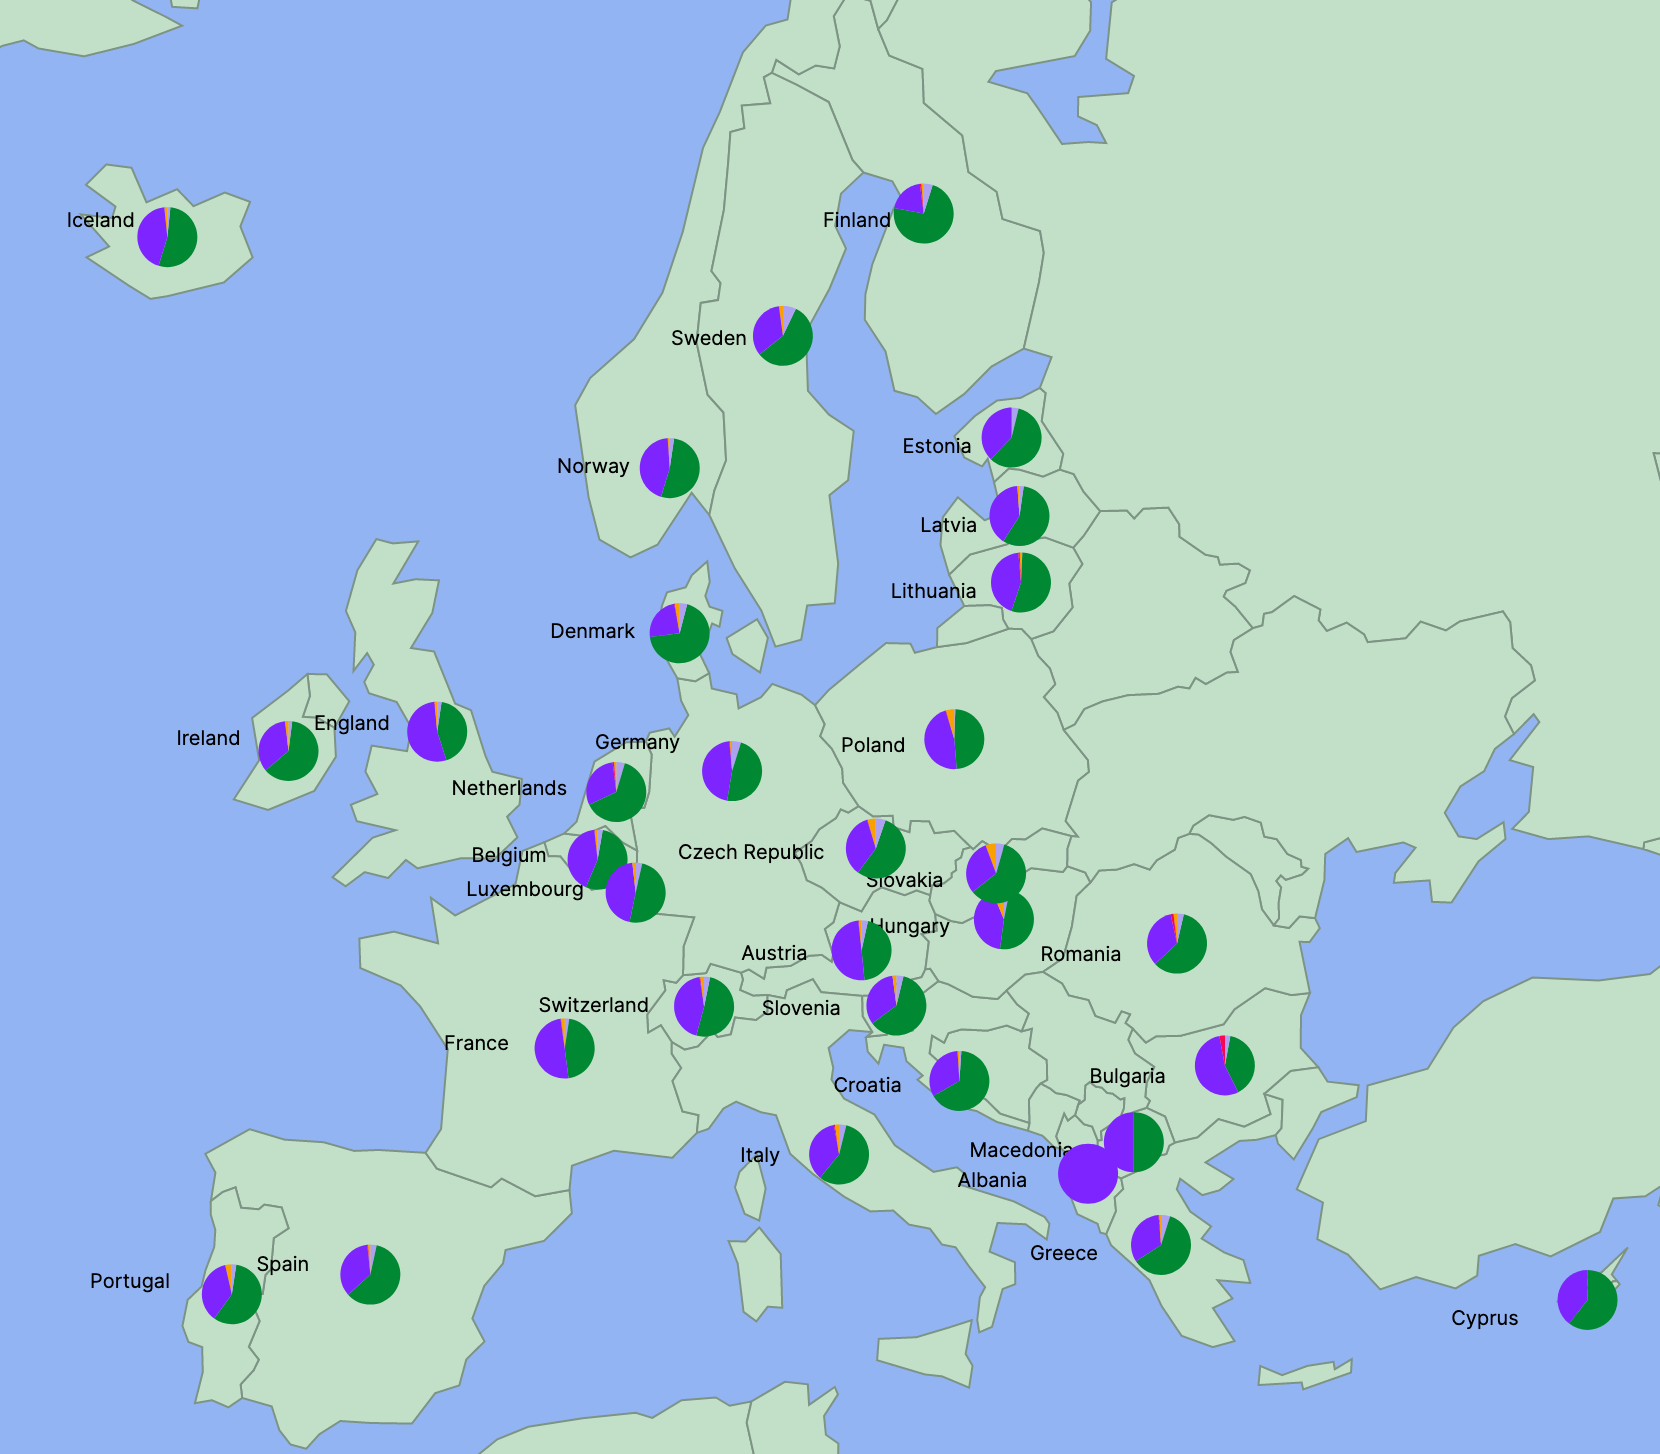 Iceland
Finland
Sweden
Estonia
Norway
Latvia
Lithuania
Denmark
England
Ireland
Germany
Poland
Netherlands
Czech Republic
Belgium
Slovakia
Luxembourg
Hungary
Austria
Romania
Switzerland
Slovenia
France
Bulgaria
Croatia
Macedonia
Italy
Albania
Greece
Spain
Portugal
Cyprus